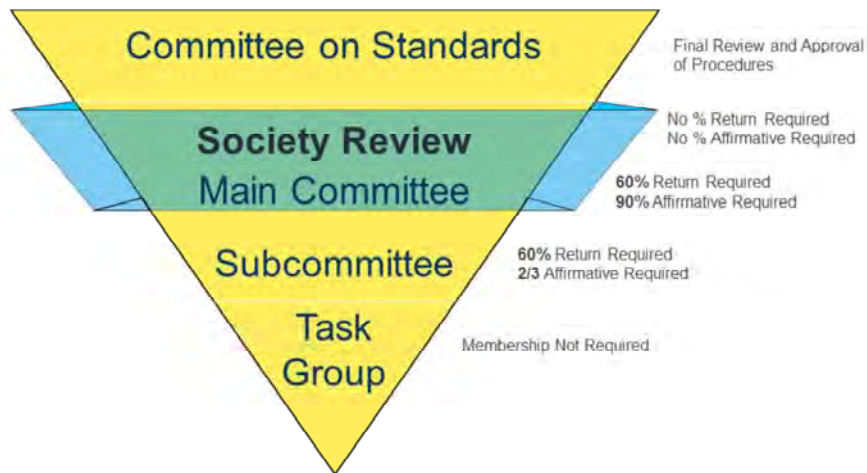 Committee on Standards
Final Review and Approval
of Procedures
Society Review
No % Return Required
No % Affirmative Required
Main Committee
60% Return Required
90% Affirmative Required
Subcommittee
60% Return Required
2/3 Affirmative Required
Task
Group
Membership Not Required